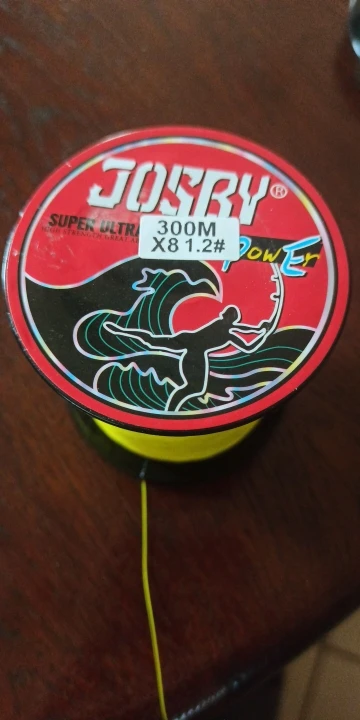 JOSBY®
SUPER ULTRA
300M
X8 1.2#
PowEr